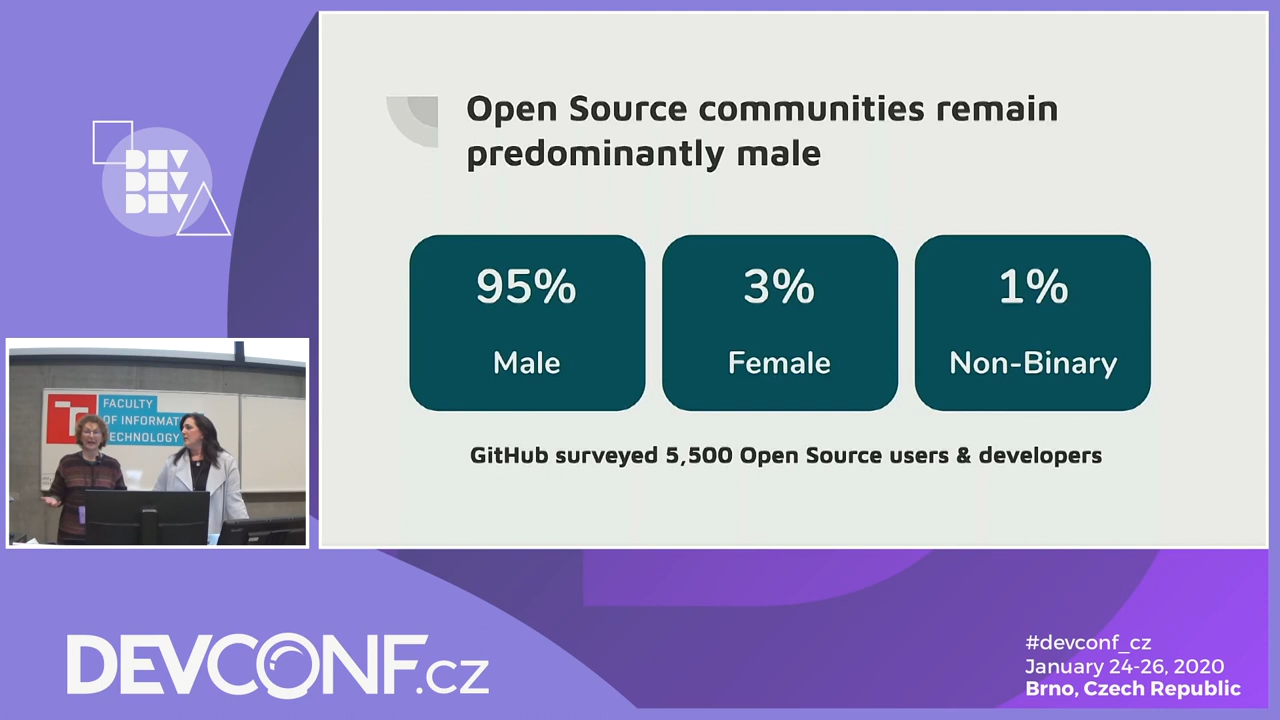 Open Source communities remain
predominantly male
95%
3%
1%
Male
Female
Non-Binary
GitHub surveyed 5,500 Open Source users & developers
DEV
DEV
DEV
FACULTY
OF INFORMAT
TECHNOLOGY
DEVCONF.cz
#devconf_cz
January 24-26, 2020
Brno, Czech Republic